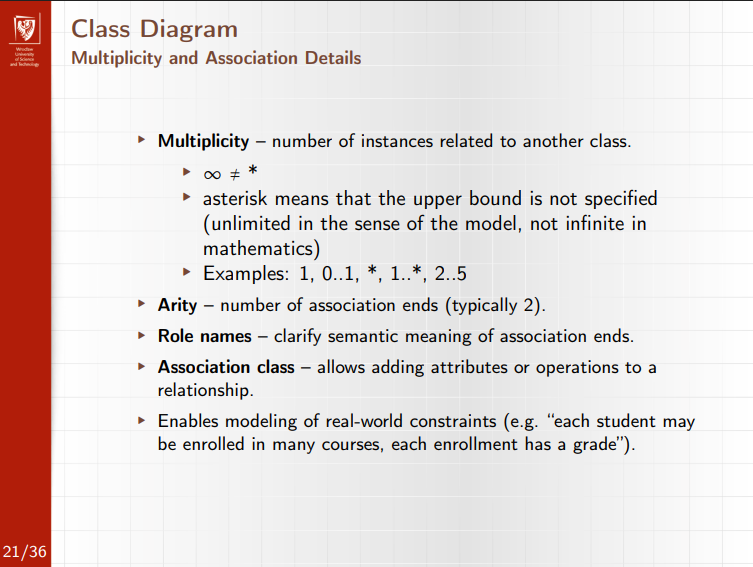 Wrocław
University
of Science
and Technology
Class Diagram
Multiplicity and Association Details
Multiplicity – number of instances related to another class.
∞ ≠ *
asterisk means that the upper bound is not specified
(unlimited in the sense of the model, not infinite in
mathematics)
Examples: 1, 0..1, *, 1..*, 2..5
Arity – number of association ends (typically 2).
Role names – clarify semantic meaning of association ends.
Association class – allows adding attributes or operations to a
relationship.
Enables modeling of real-world constraints (e.g. “each student may
be enrolled in many courses, each enrollment has a grade”).
21/36